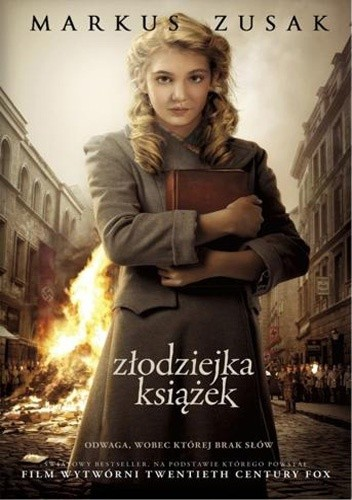 MARKUS ZUSAK
złodziejka
książek
ODWAGA, WOBEC KTÓREJ BRAK SŁÓW
ŚWIATOWY BESTSELLER, NA PODSTAWIE KTÓREGO POWSTAŁ
FILM WYTWÓRNI TWENTIETH CENTURY FOX